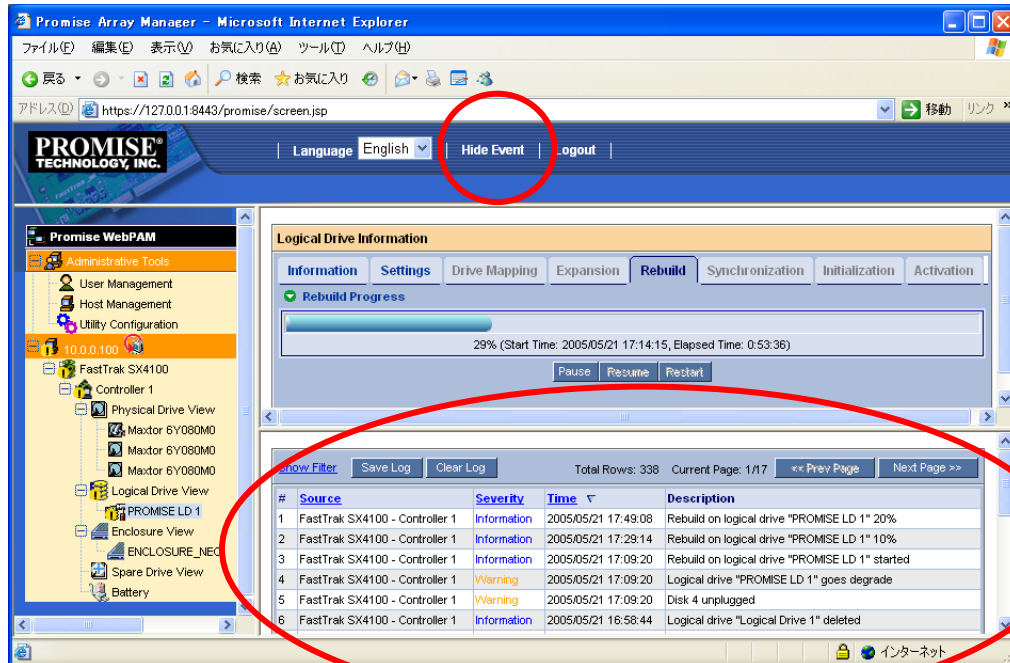 Promise Array Manager - Microsoft Internet Explorer
ファイル(F) 編集(E) 表示(V) お気に入り(A) ツール(T) ヘルプ(H)
戻る 検索 お気に入り
アドレス(D) https://127.0.0.1:8443/promise/screen.jsp 移動 リンク »
PROMISE®
TECHNOLOGY, INC.
| Language English | Hide Event | Logout |
Promise WebPAM
Administrative Tools
User Management
Host Management
Utility Configuration
10.0.0.100
FastTrak SX4100
Controller 1
Physical Drive View
Maxtor 6Y080M0
Maxtor 6Y080M0
Maxtor 6Y080M0
Logical Drive View
PROMISE LD 1
Enclosure View
ENCLOSURE_NEC
Spare Drive View
Battery
Logical Drive Information
Information Settings Drive Mapping Expansion Rebuild Synchronization Initialization Activation
Rebuild Progress
29% (Start Time: 2005/05/21 17:14:15, Elapsed Time: 0:53:36)
Pause Resume Restart
Show Filter Save Log Clear Log Total Rows: 338 Current Page: 1/17 << Prev Page Next Page >>
# Source Severity Time Description
1 FastTrak SX4100 - Controller 1 Information 2005/05/21 17:49:08 Rebuild on logical drive "PROMISE LD 1" 20%
2 FastTrak SX4100 - Controller 1 Information 2005/05/21 17:29:14 Rebuild on logical drive "PROMISE LD 1" 10%
3 FastTrak SX4100 - Controller 1 Information 2005/05/21 17:09:20 Rebuild on logical drive "PROMISE LD 1" started
4 FastTrak SX4100 - Controller 1 Warning 2005/05/21 17:09:20 Logical drive "PROMISE LD 1" goes degrade
5 FastTrak SX4100 - Controller 1 Warning 2005/05/21 17:09:20 Disk 4 unplugged
6 FastTrak SX4100 - Controller 1 Information 2005/05/21 16:58:44 Logical drive "Logical Drive 1" deleted
インターネット